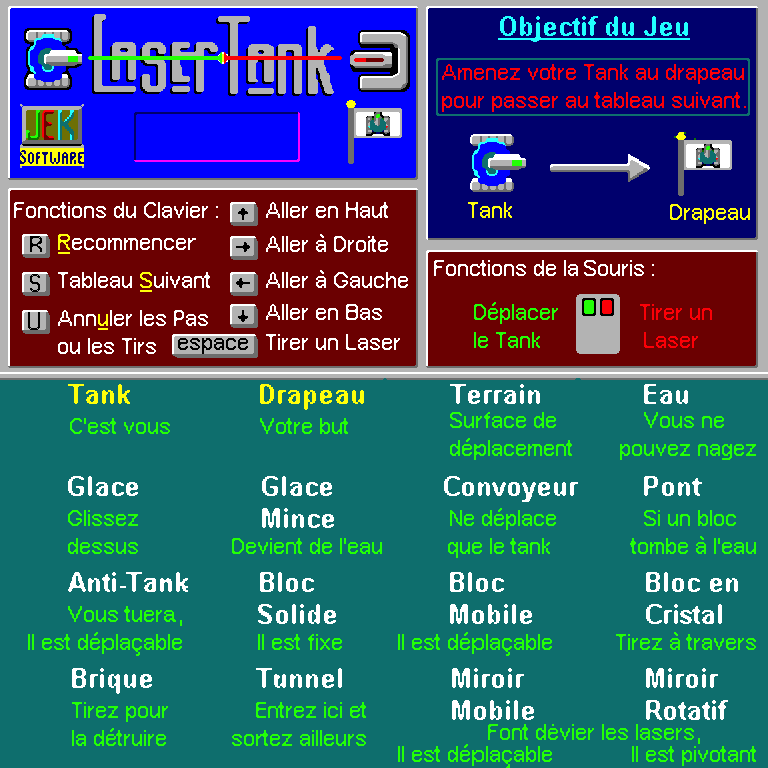 LaserTank
JEK
SOFTWARE
Objectif du Jeu
Amenez votre Tank au drapeau
pour passer au tableau suivant.
Tank
Drapeau
Fonctions du Clavier :
R Recommencer
S Tableau Suivant
U Annuler les Pas
ou les Tirs
Aller en Haut
Aller à Droite
Aller à Gauche
Aller en Bas
espace Tirer un Laser
Fonctions de la Souris :
Déplacer
le Tank
Tirer un
Laser
Tank
C'est vous
Drapeau
Votre but
Terrain
Surface de
déplacement
Eau
Vous ne
pouvez nagez
Glace
Glissez
dessus
Glace
Mince
Devient de l'eau
Convoyeur
Ne déplace
que le tank
Pont
Si un bloc
tombe à l'eau
Anti-Tank
Vous tuera,
Il est déplaçable
Bloc
Solide
Il est fixe
Bloc
Mobile
Il est déplaçable
Bloc en
Cristal
Tirez à travers
Brique
Tirez pour
la détruire
Tunnel
Entrez ici et
sortez ailleurs
Miroir
Mobile
Miroir
Rotatif
Font dévier les lasers,
Il est déplaçable
Il est pivotant